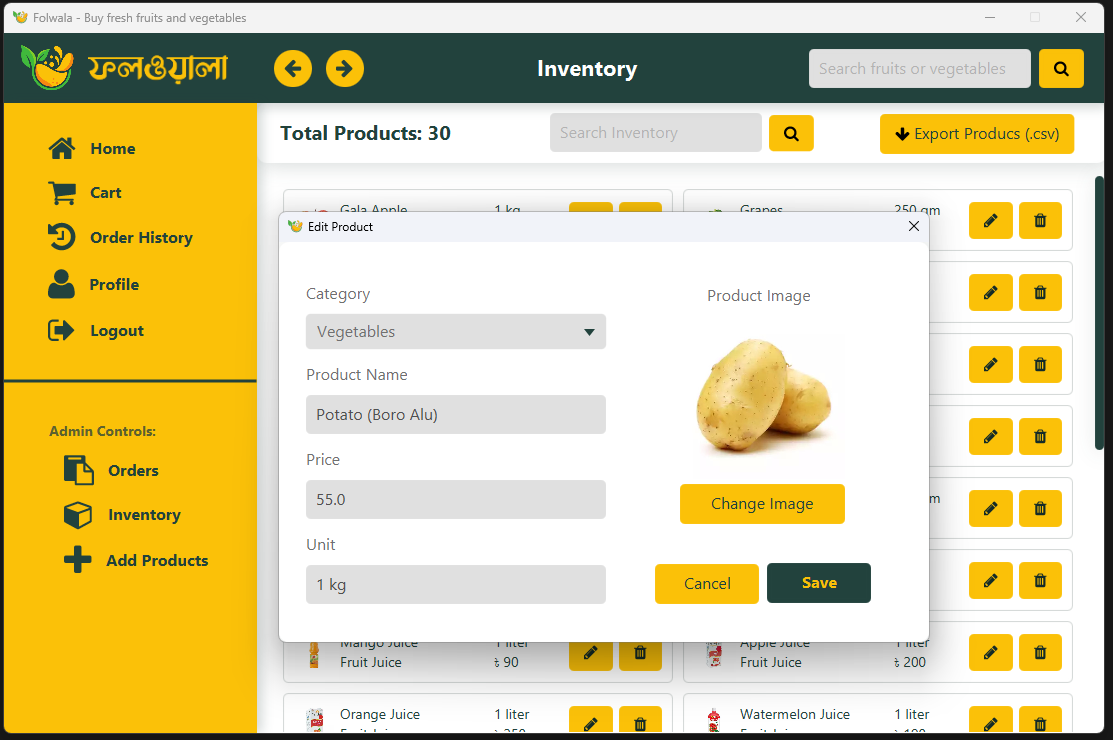 Folwala - Buy fresh fruits and vegetables
ফলওয়ালা
Inventory
Search fruits or vegetables
Home
Cart
Order History
Profile
Logout
Admin Controls:
Orders
Inventory
Add Products
Total Products: 30
Search Inventory
Export Producs (.csv)
Gala Apple 1 kg
Grapes 250 gm
Edit Product
Category
Vegetables
Product Name
Potato (Boro Alu)
Price
55.0
Unit
1 kg
Product Image
Change Image
Cancel
Save
Mango Juice 1 liter
Fruit Juice ৳ 90
Apple Juice 1 liter
Fruit Juice ৳ 200
Orange Juice 1 liter
Watermelon Juice 1 liter